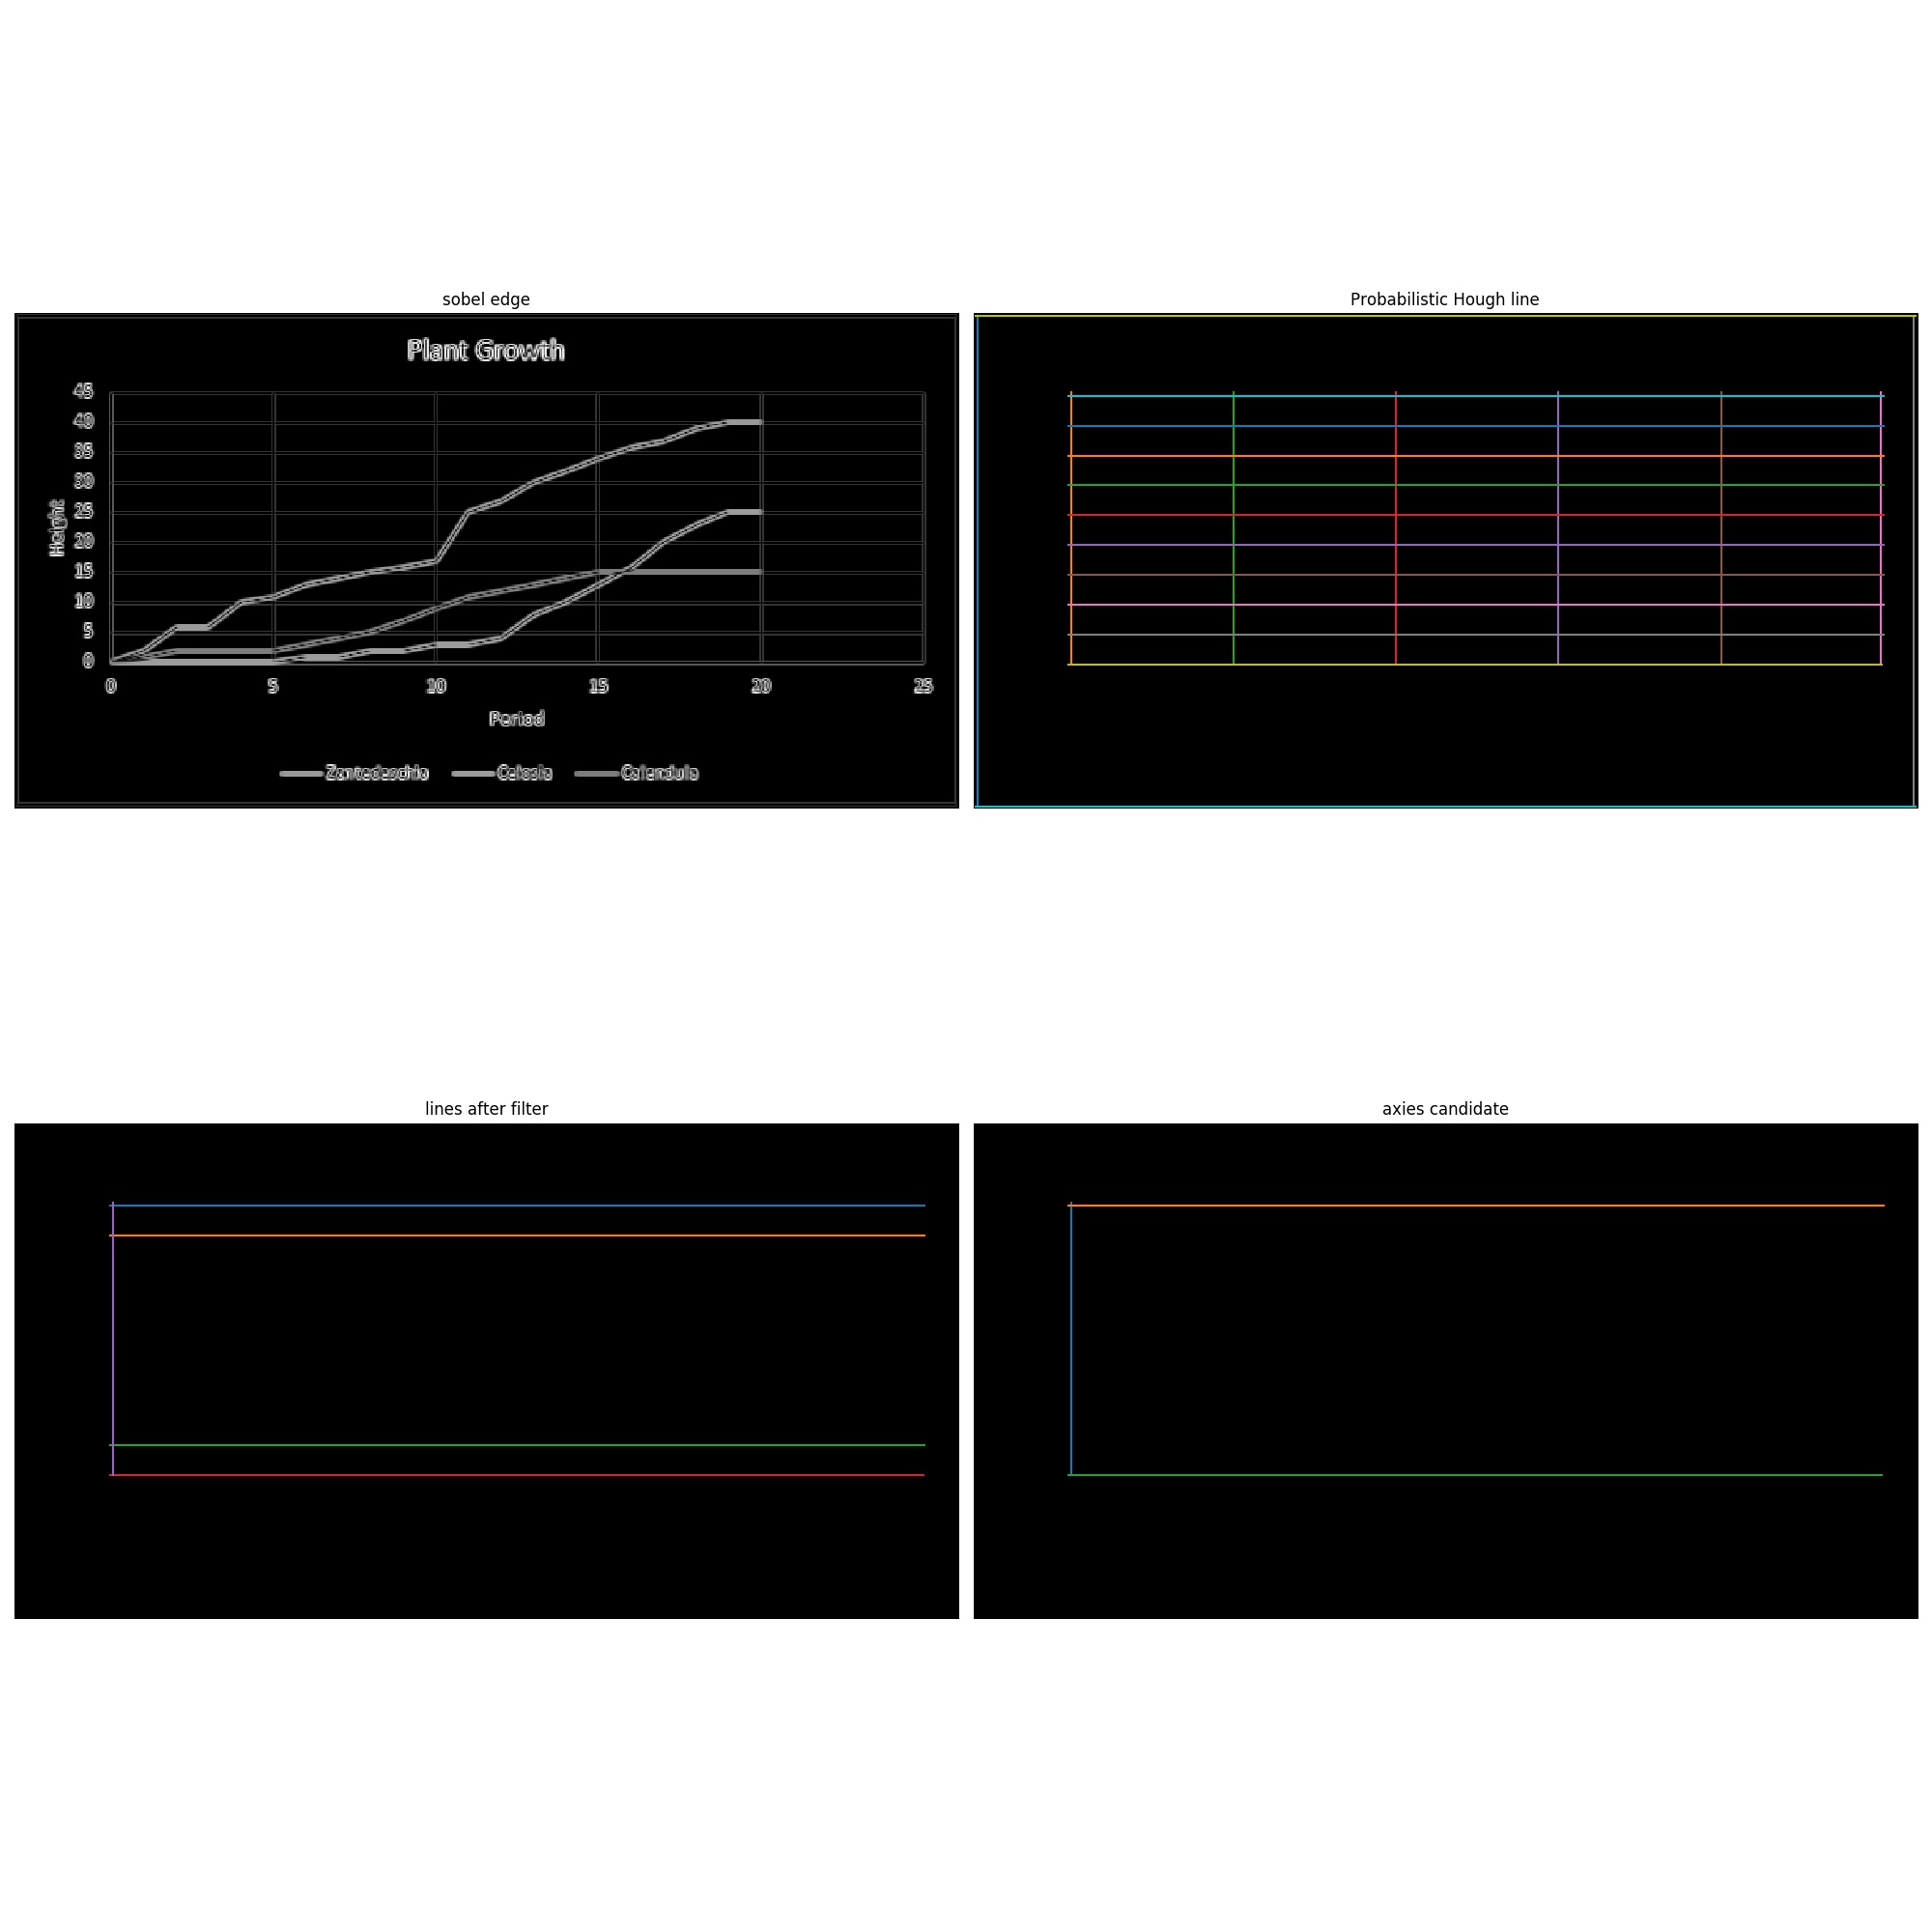 sobel edge
Probabilistic Hough line
Plant Growth
45
40
35
30
25
20
15
10
5
0
Height
0 5 10 15 20 25
Period
Zantedeschia Celosia Calendula
lines after filter
axies candidate